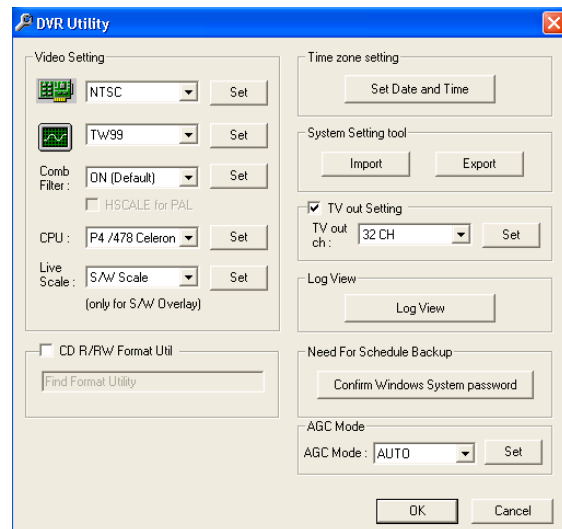 DVR Utility
Video Setting
NTSC
Set
TW99
Set
Comb
Filter :
ON (Default)
Set
HSCALE for PAL
CPU :
P4 /478 Celeron
Set
Live
Scale :
S/W Scale
Set
(only for S/W Overlay)
CD R/RW Format Util
Find Format Utility
Time zone setting
Set Date and Time
System Setting tool
Import
Export
TV out Setting
TV out
ch :
32 CH
Set
Log View
Log View
Need For Schedule Backup
Confirm Windows System password
AGC Mode
AGC Mode :
AUTO
Set
OK
Cancel